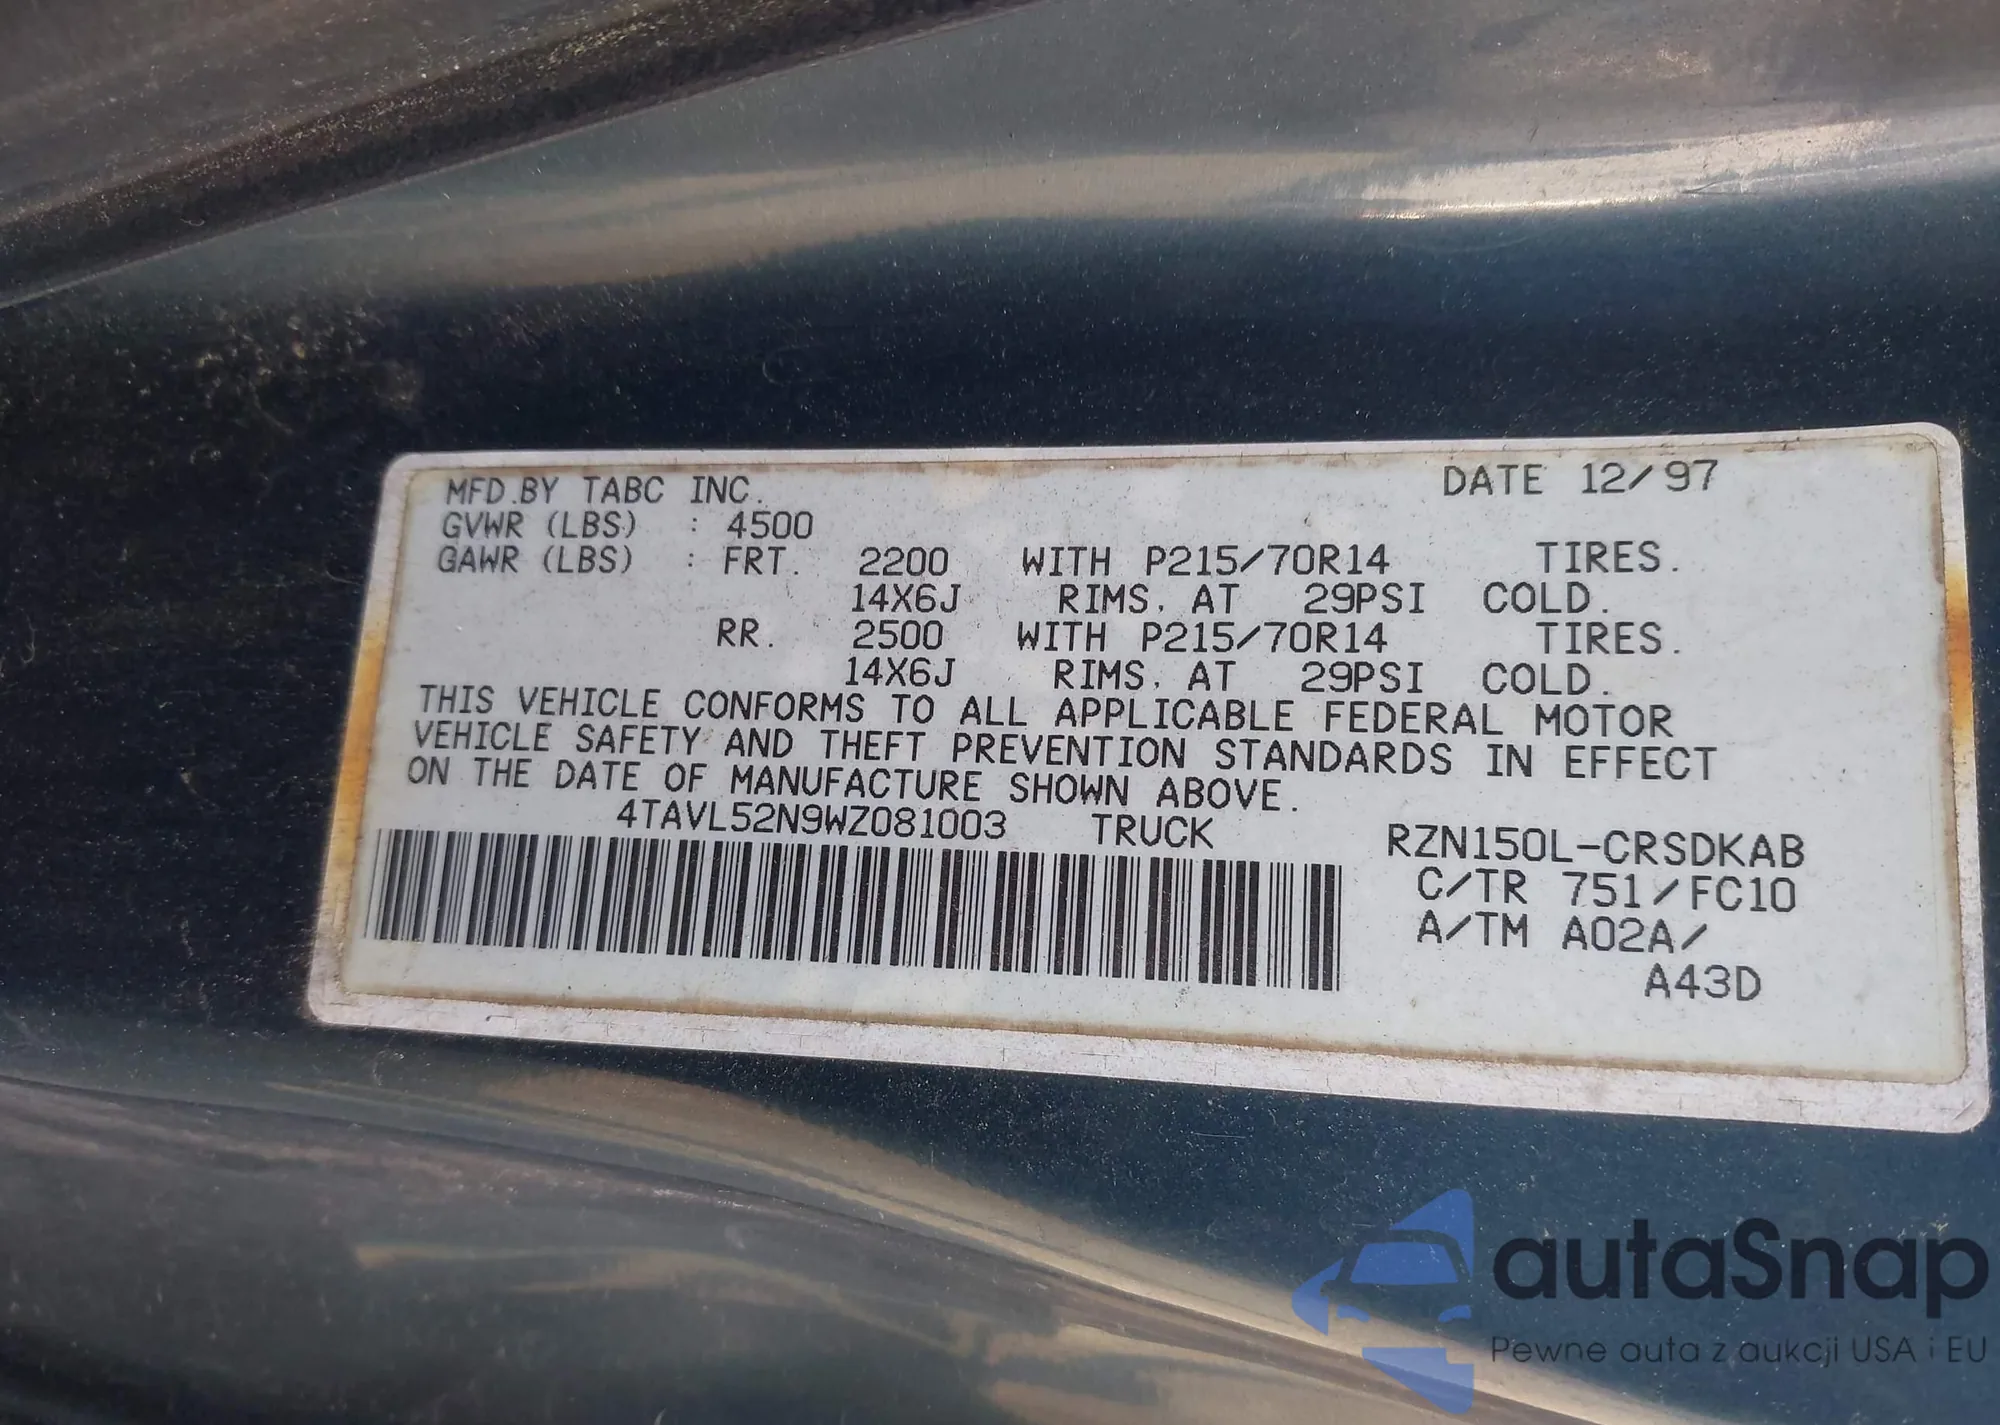 MFD.BY TABC INC. DATE 12/97
GVWR (LBS) : 4500
GAWR (LBS) : FRT. 2200 WITH P215/70R14 TIRES.
14X6J RIMS, AT 29PSI COLD.
RR. 2500 WITH P215/70R14 TIRES.
14X6J RIMS, AT 29PSI COLD.
THIS VEHICLE CONFORMS TO ALL APPLICABLE FEDERAL MOTOR
VEHICLE SAFETY AND THEFT PREVENTION STANDARDS IN EFFECT
ON THE DATE OF MANUFACTURE SHOWN ABOVE.
4TAVL52N9WZ081003 TRUCK
RZN150L-CRSDKAB
C/TR 751/FC10
A/TM A02A/
A43D
autaSnap
Pewne auta z aukcji USA i EU